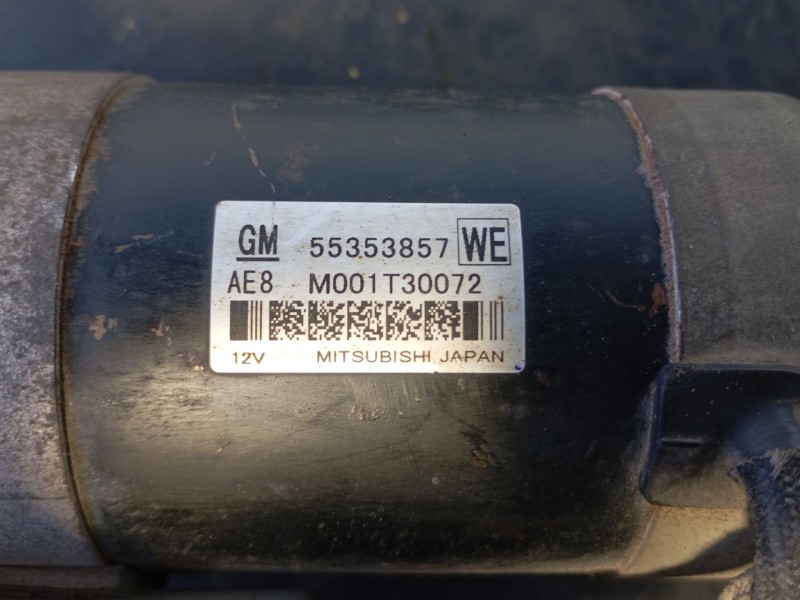 GM 55353857 WE
AE8 M001T30072
12V MITSUBISHI JAPAN